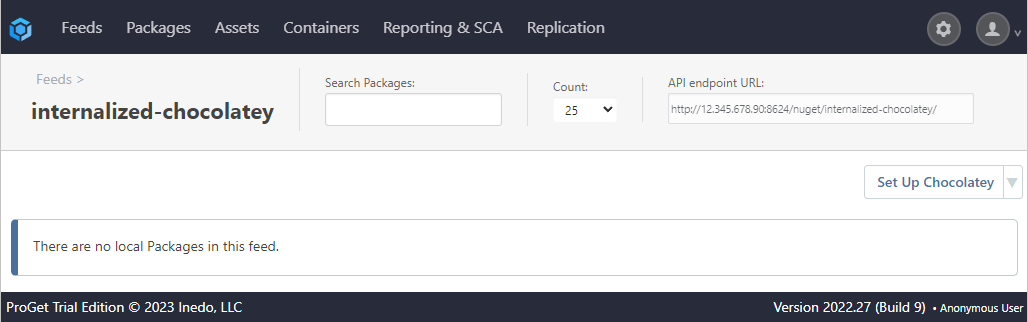 Feeds Packages Assets Containers Reporting & SCA Replication
Feeds >
internalized-chocolatey
Search Packages:
Count:
25
API endpoint URL:
http://12.345.678.90:8624/nuget/internalized-chocolatey/
Set Up Chocolatey
There are no local Packages in this feed.
ProGet Trial Edition © 2023 Inedo, LLC
Version 2022.27 (Build 9) • Anonymous User